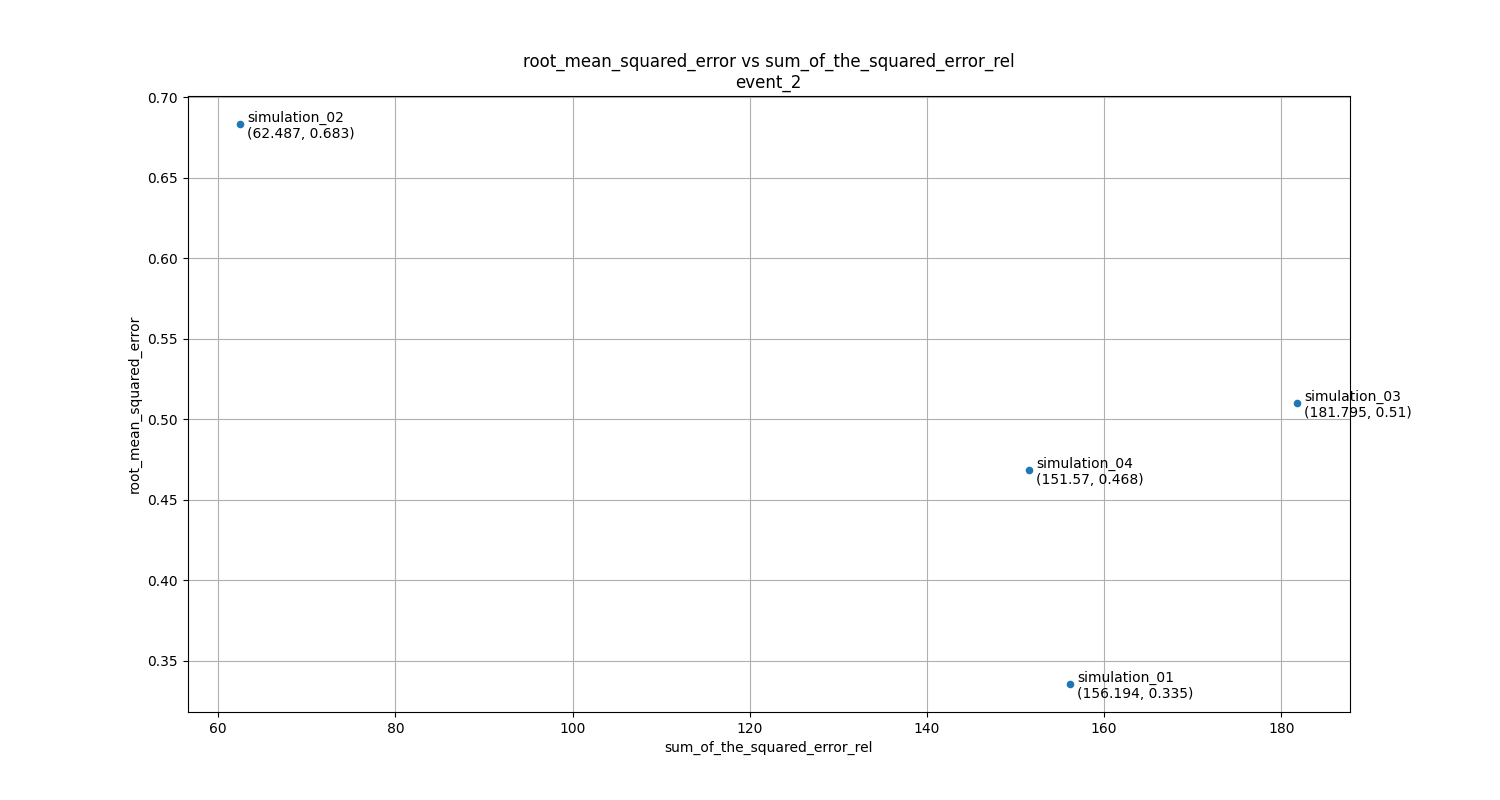 root_mean_squared_error vs sum_of_the_squared_error_rel
event_2
0.70
0.65
0.60
0.55
0.50
0.45
0.40
0.35
root_mean_squared_error
simulation_02
(62.487, 0.683)
simulation_03
(181.795, 0.51)
simulation_04
(151.57, 0.468)
simulation_01
(156.194, 0.335)
60 80 100 120 140 160 180
sum_of_the_squared_error_rel